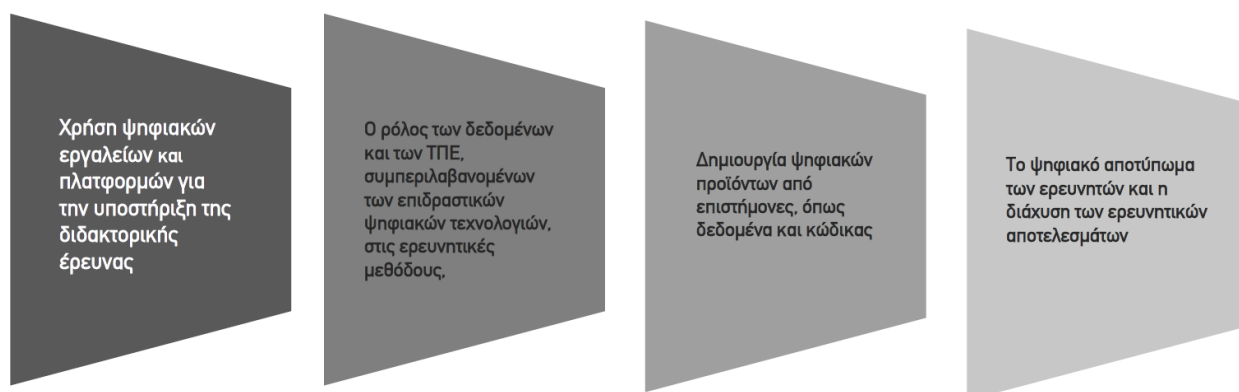 Χρήση ψηφιακών
εργαλείων και
πλατφορμών για
την υποστήριξη της
διδακτορικής
έρευνας
Ο ρόλος των δεδομένων
και των ΤΠΕ,
συμπεριλαβανομένων
των επιδραστικών
ψηφιακών τεχνολογιών,
στις ερευνητικές
μεθόδους,
Δημιουργία ψηφιακών
προϊόντων από
επιστήμονες, όπως
δεδομένα και κώδικας
Το ψηφιακό αποτύπωμα
των ερευνητών και η
διάχυση των ερευνητικών
αποτελεσμάτων